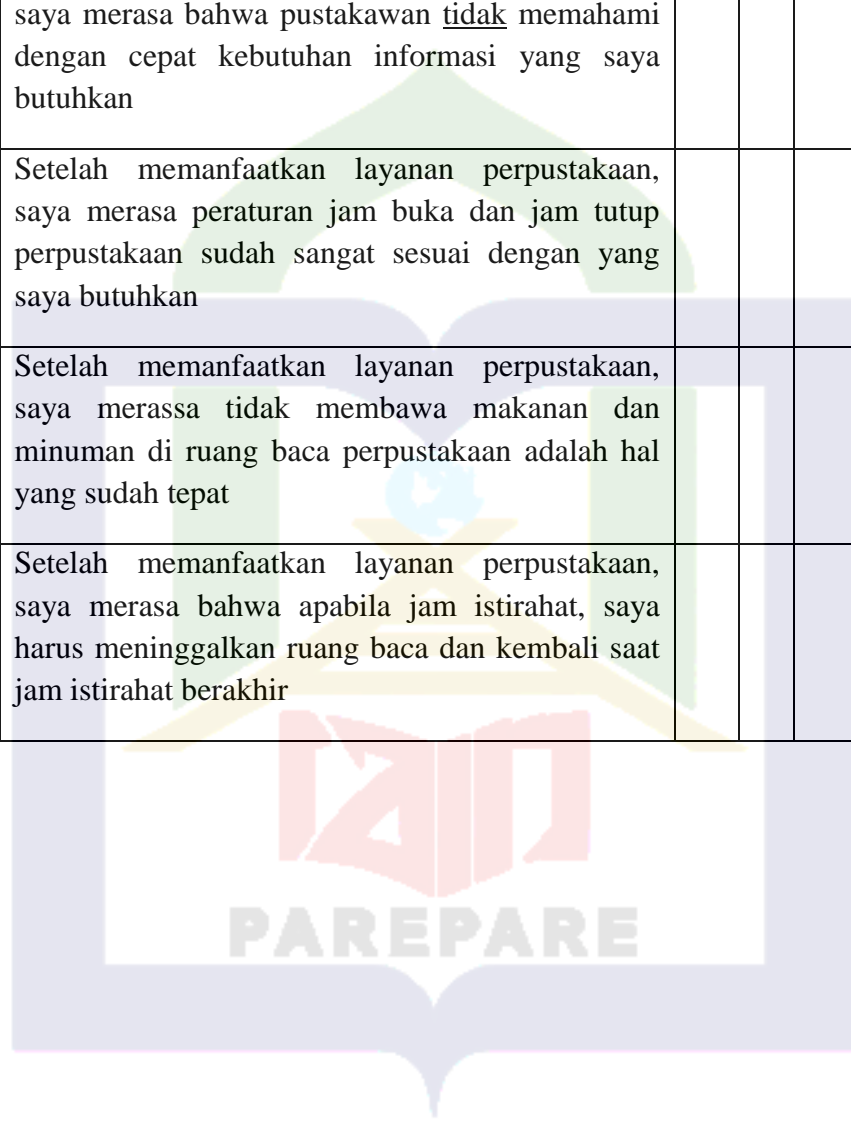 saya merasa bahwa pustakawan tidak memahami
dengan cepat kebutuhan informasi yang saya
butuhkan
Setelah memanfaatkan layanan perpustakaan,
saya merasa peraturan jam buka dan jam tutup
perpustakaan sudah sangat sesuai dengan yang
saya butuhkan
Setelah memanfaatkan layanan perpustakaan,
saya merassa tidak membawa makanan dan
minuman di ruang baca perpustakaan adalah hal
yang sudah tepat
Setelah memanfaatkan layanan perpustakaan,
saya merasa bahwa apabila jam istirahat, saya
harus meninggalkan ruang baca dan kembali saat
jam istirahat berakhir
PAREPARE